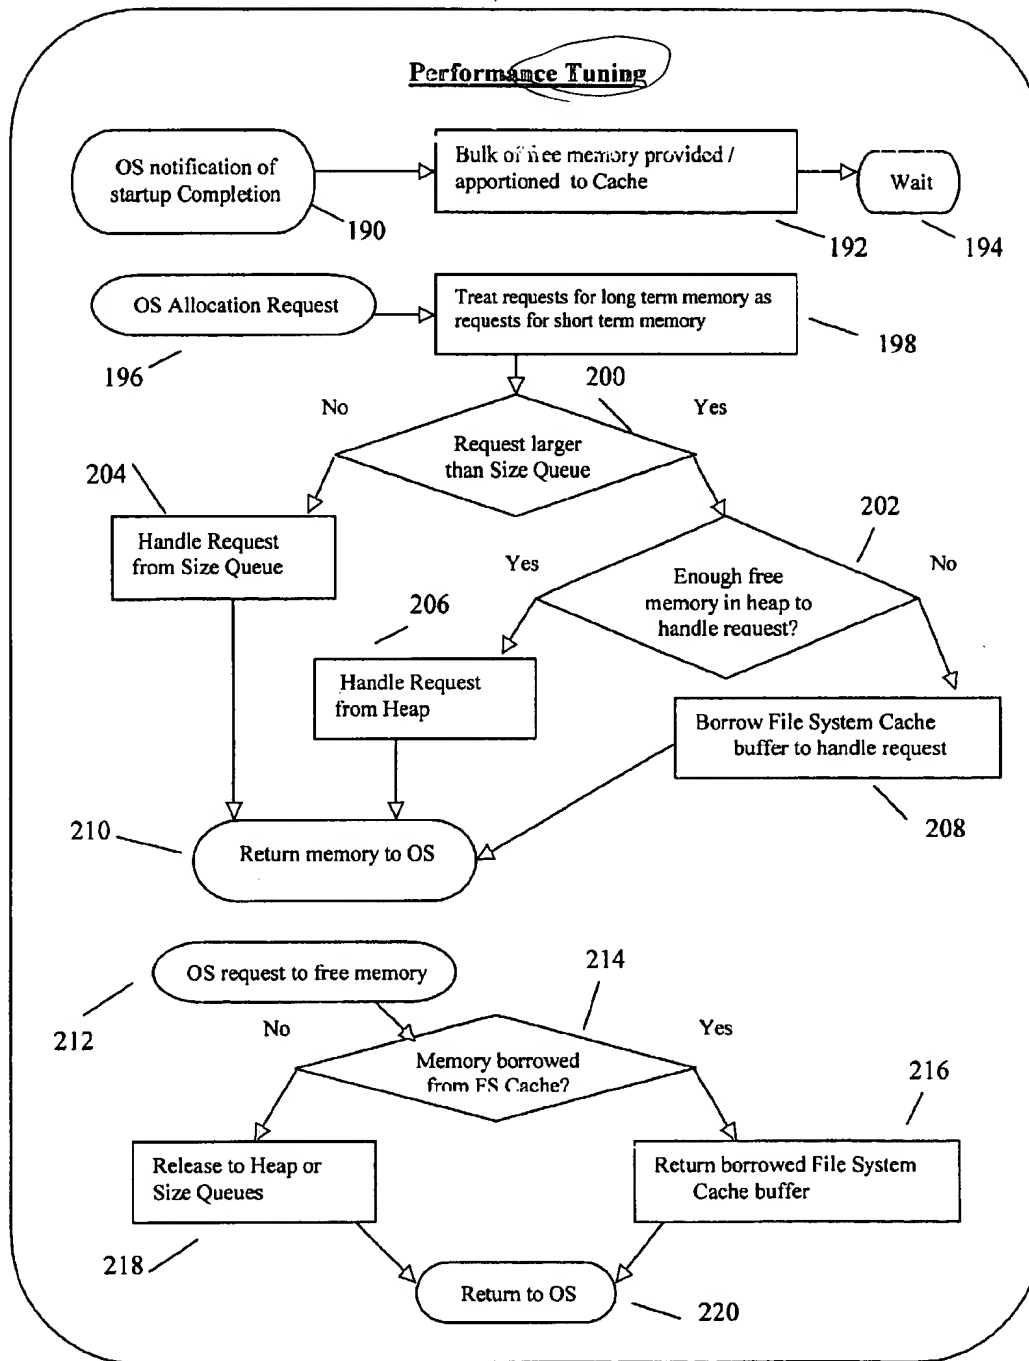 Performance Tuning
OS notification of
startup Completion
190
Bulk of free memory provided /
apportioned to Cache
192
Wait
194
OS Allocation Request
196
Treat requests for long term memory as
requests for short term memory
198
200
No
Yes
Request larger
than Size Queue
204
Handle Request
from Size Queue
202
Yes
No
Enough free
memory in heap to
handle request?
206
Handle Request
from Heap
Borrow File System Cache
buffer to handle request
208
210
Return memory to OS
OS request to free memory
212
214
No
Yes
Memory borrowed
from FS Cache?
216
Release to Heap or
Size Queues
218
Return borrowed File System
Cache buffer
Return to OS
220